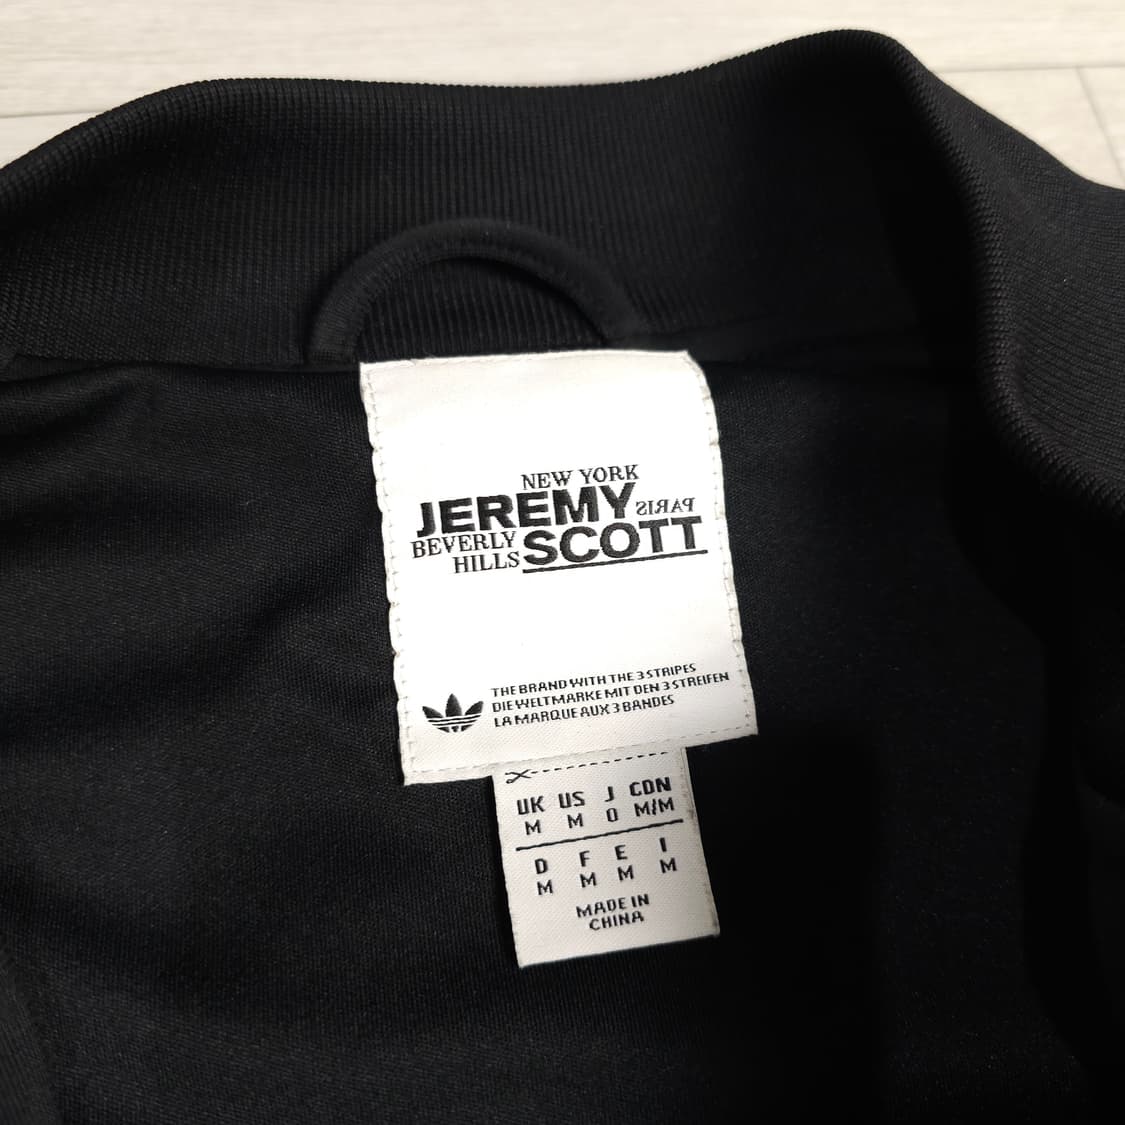 NEW YORK
JEREMY PARIS
BEVERLY HILLS SCOTT
THE BRAND WITH THE 3 STRIPES
DIE WELTMARKE MIT DEN 3 STREIFEN
LA MARQUE AUX 3 BANDES
UK US J CDN
M M O M/M
D F E I
M M M M
MADE IN
CHINA